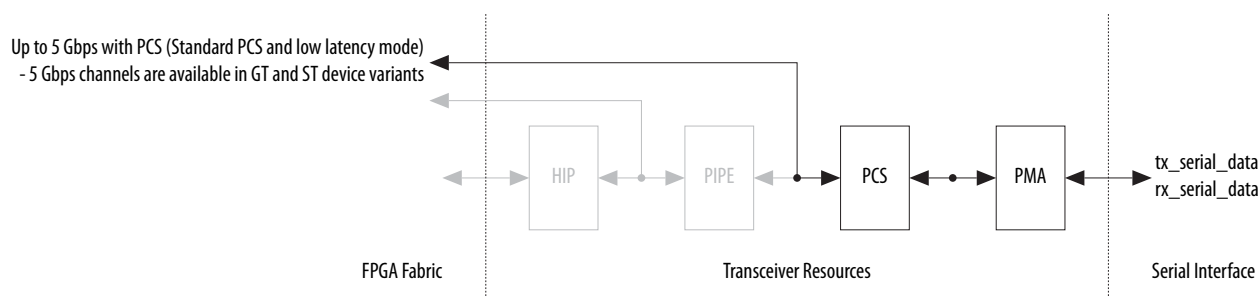 Up to 5 Gbps with PCS (Standard PCS and low latency mode)
- 5 Gbps channels are available in GT and ST device variants
HIP
PIPE
PCS
PMA
tx_serial_data
rx_serial_data
FPGA Fabric
Transceiver Resources
Serial Interface